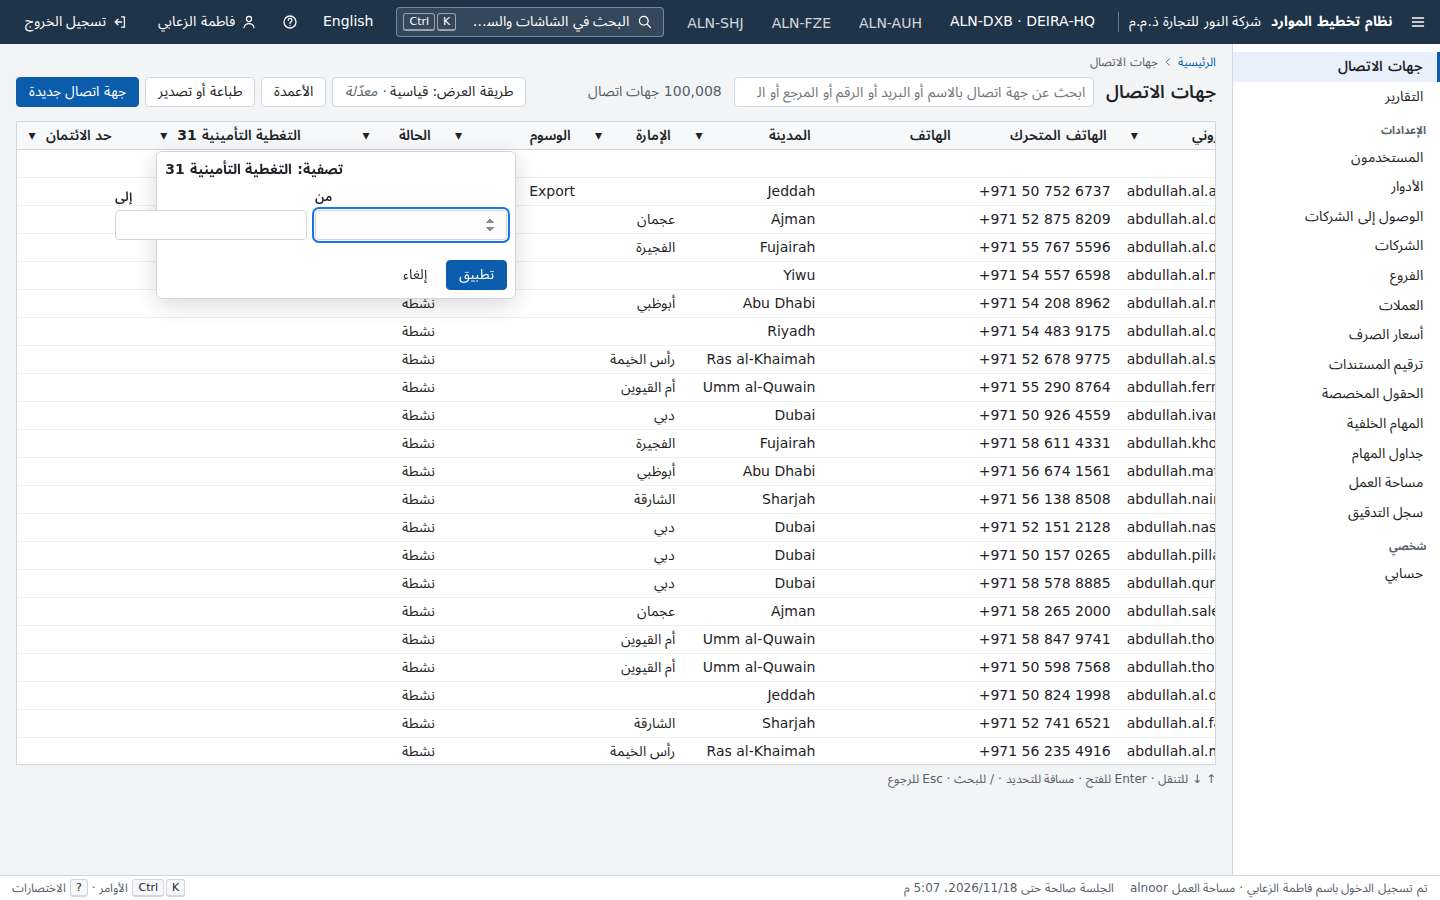 نظام تخطيط الموارد شركة النور للتجارة ذ.م.م ALN-DXB · DEIRA-HQ ALN-AUH ALN-FZE ALN-SHJ البحث في الشاشات والس... Ctrl K English فاطمة الزعابي تسجيل الخروج
جهات الاتصال
التقارير
الإعدادات
المستخدمون
الأدوار
الوصول إلى الشركات
الشركات
الفروع
العملات
أسعار الصرف
ترقيم المستندات
الحقول المخصصة
المهام الخلفية
جداول المهام
مساحة العمل
سجل التدقيق
شخصي
حسابي
الرئيسية › جهات الاتصال
جهات الاتصال ابحث عن جهة اتصال بالاسم أو البريد أو الرقم أو المرجع أو الـ 100,008 جهات اتصال طريقة العرض: قياسية · معدّلة الأعمدة طباعة أو تصدير جهة اتصال جديدة
روني ▼ الهاتف المتحرك الهاتف المدينة ▼ الإمارة ▼ الوسوم ▼ الحالة ▼ التغطية التأمينية 31 ▼ حد الائتمان ▼
تصفية: التغطية التأمينية 31
من إلى
تطبيق إلغاء
abdullah.al.a +971 50 752 6737 Jeddah Export
abdullah.al.d +971 52 875 8209 Ajman عجمان
abdullah.al.d +971 55 767 5596 Fujairah الفجيرة
abdullah.al.r +971 54 557 6598 Yiwu
abdullah.al.r +971 54 208 8962 Abu Dhabi أبوظبي نشطة
abdullah.al.q +971 54 483 9175 Riyadh نشطة
abdullah.al.s +971 52 678 9775 Ras al-Khaimah رأس الخيمة نشطة
abdullah.ferr +971 55 290 8764 Umm al-Quwain أم القيوين نشطة
abdullah.ivar +971 50 926 4559 Dubai دبي نشطة
abdullah.kho +971 58 611 4331 Fujairah الفجيرة نشطة
abdullah.mat +971 56 674 1561 Abu Dhabi أبوظبي نشطة
abdullah.nair +971 56 138 8508 Sharjah الشارقة نشطة
abdullah.nas +971 52 151 2128 Dubai دبي نشطة
abdullah.pilla +971 50 157 0265 Dubai دبي نشطة
abdullah.qur +971 58 578 8885 Dubai دبي نشطة
abdullah.sale +971 58 265 2000 Ajman عجمان نشطة
abdullah.tho +971 58 847 9741 Umm al-Quwain أم القيوين نشطة
abdullah.tho +971 50 598 7568 Umm al-Quwain أم القيوين نشطة
abdullah.al.d +971 50 824 1998 Jeddah نشطة
abdullah.al.fa +971 52 741 6521 Sharjah الشارقة نشطة
abdullah.al.r +971 56 235 4916 Ras al-Khaimah رأس الخيمة نشطة
↑ ↓ للتنقل · Enter للفتح · مسافة للتحديد · / للبحث · Esc للرجوع
تم تسجيل الدخول باسم فاطمة الزعابي · مساحة العمل alnoor الجلسة صالحة حتى 2026/11/18، 5:07 م Ctrl K الأوامر · ? الاختصارات